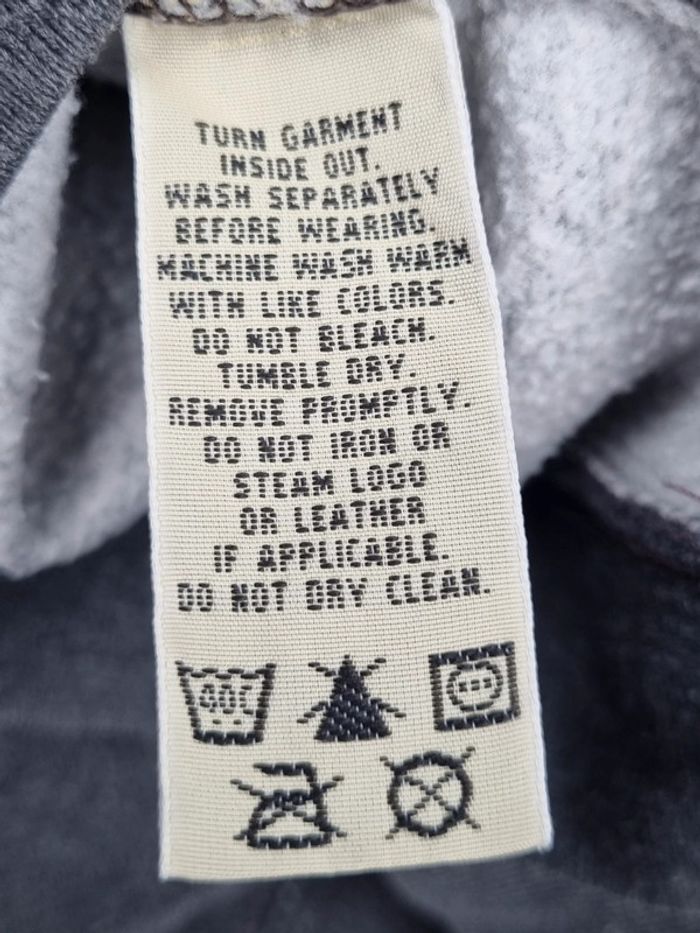 TURN GARMENT
INSIDE OUT.
WASH SEPARATELY
BEFORE WEARING.
MACHINE WASH WARM
WITH LIKE COLORS.
DO NOT BLEACH.
TUMBLE DRY.
REMOVE PROMPTLY.
DO NOT IRON OR
STEAM LOGO
OR LEATHER
IF APPLICABLE.
DO NOT DRY CLEAN.
40C